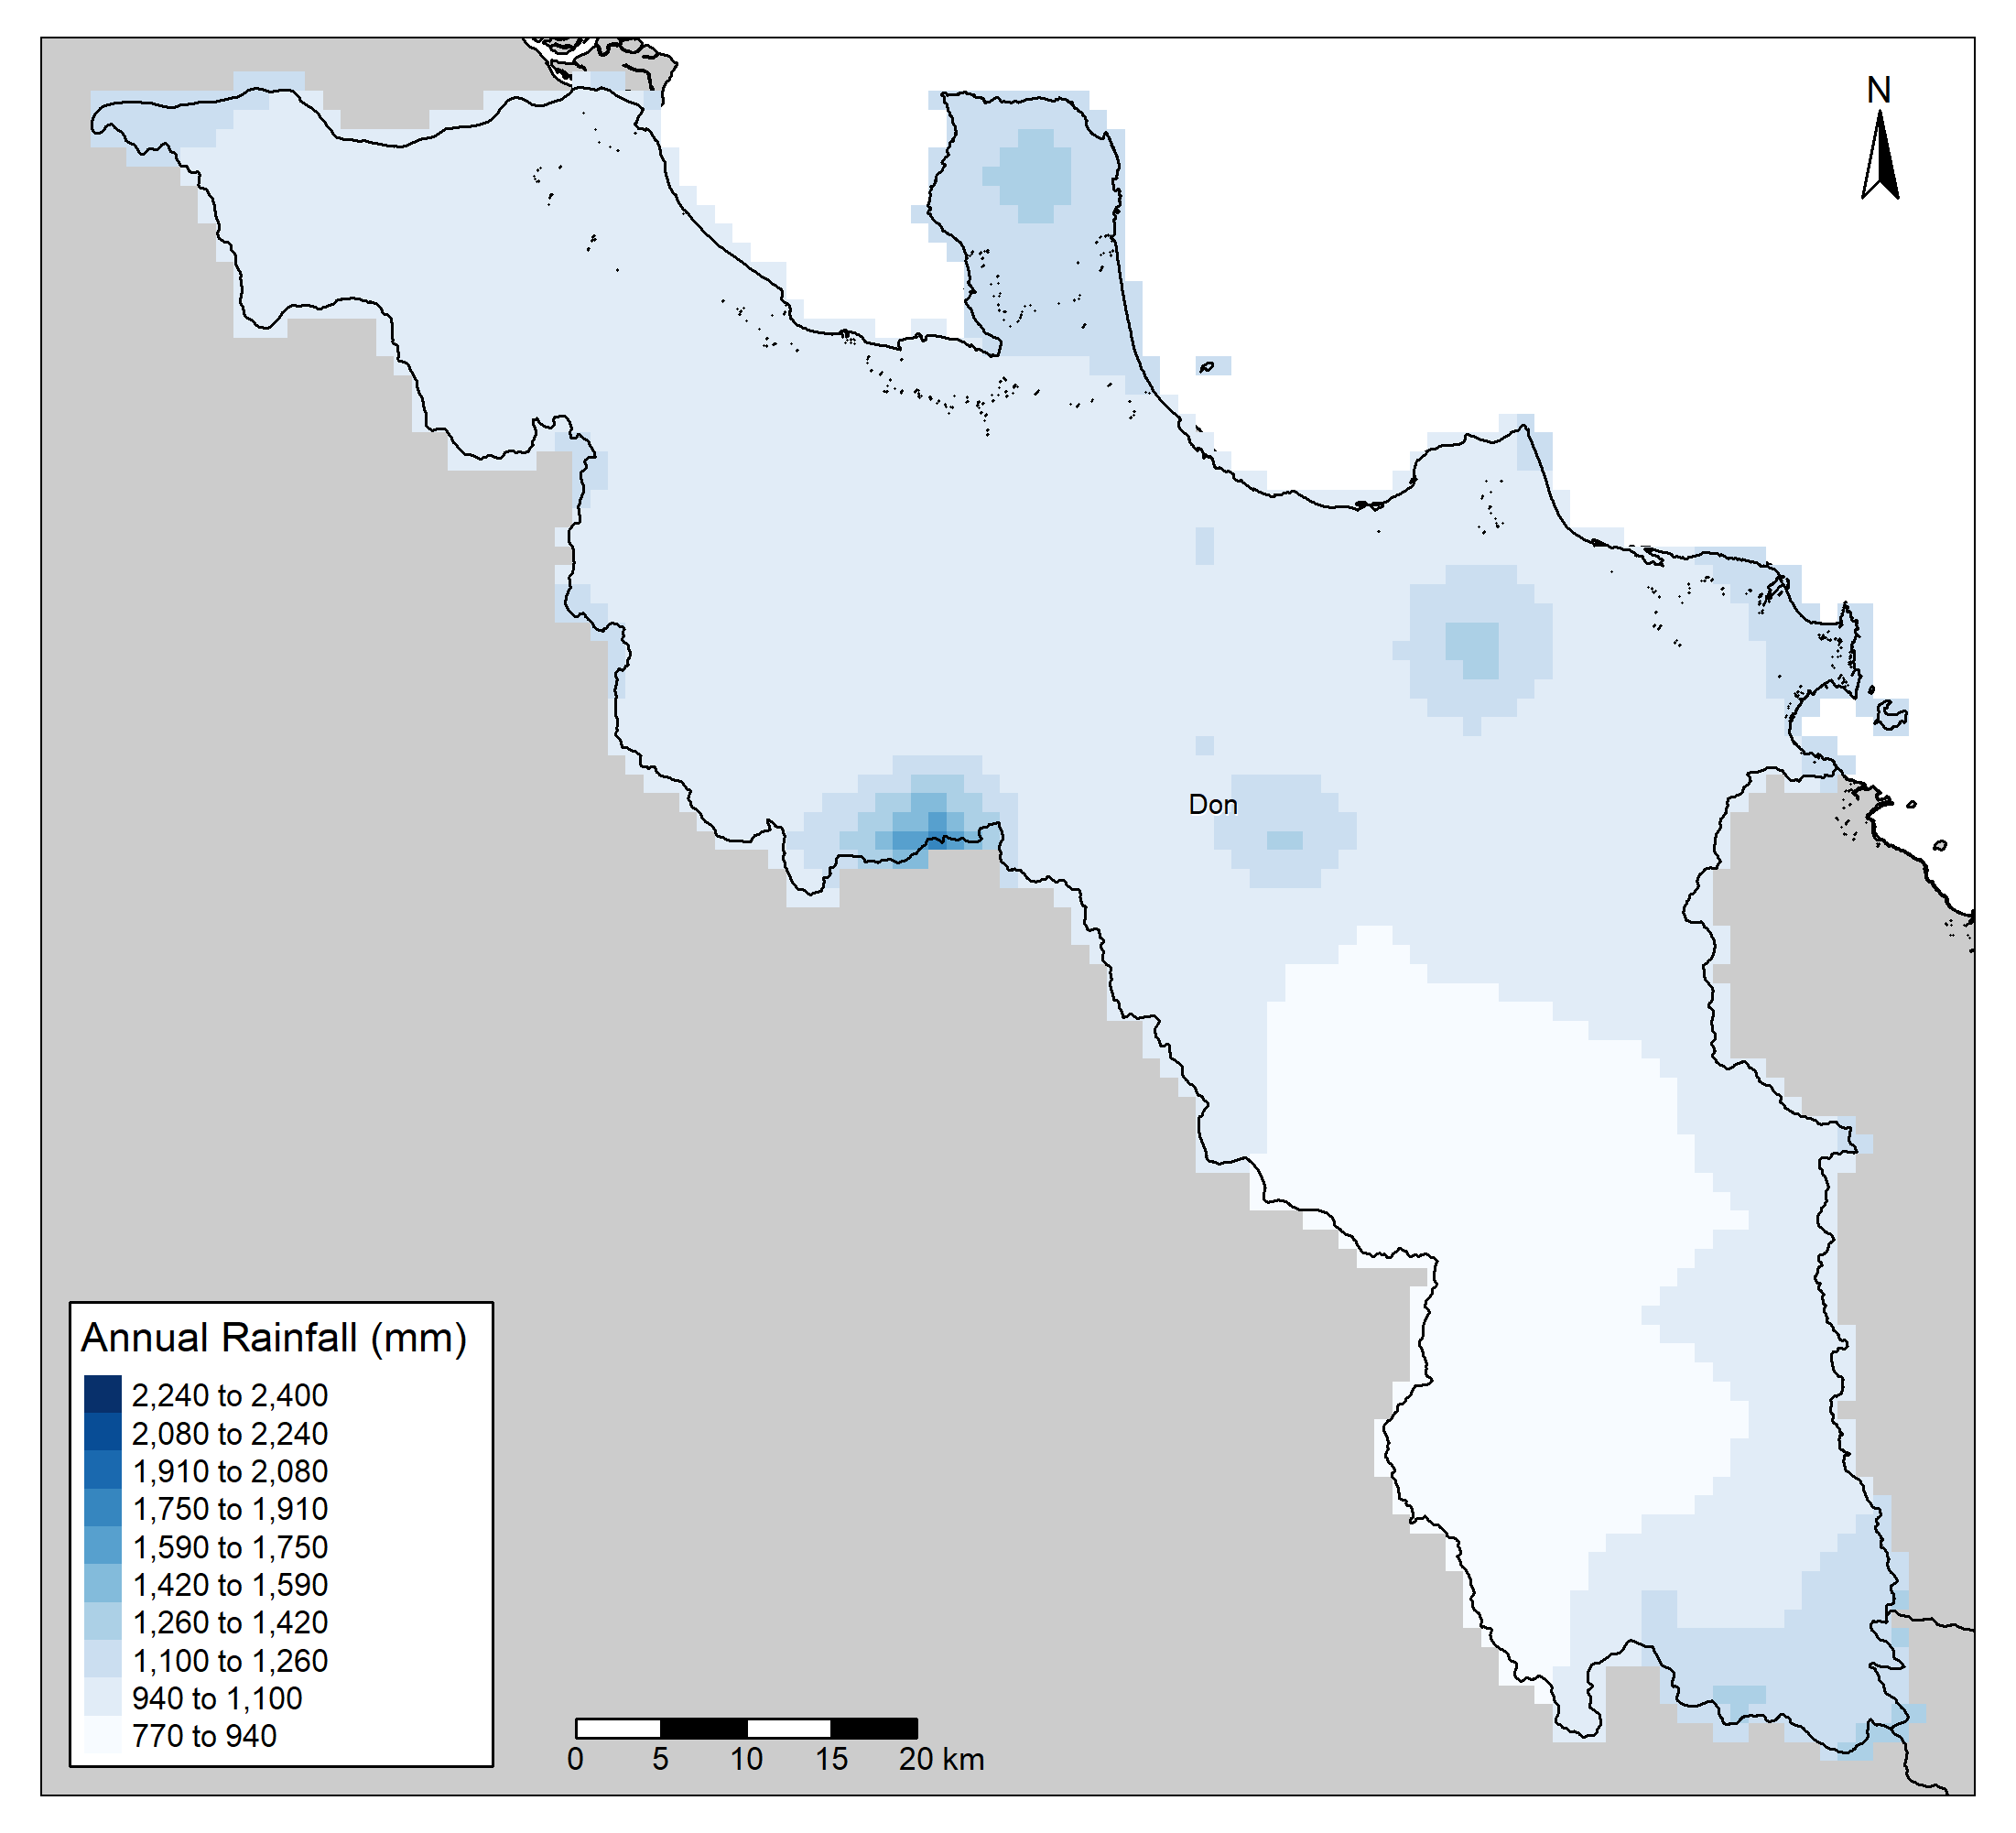 N
Don
Annual Rainfall (mm)
2,240 to 2,400
2,080 to 2,240
1,910 to 2,080
1,750 to 1,910
1,590 to 1,750
1,420 to 1,590
1,260 to 1,420
1,100 to 1,260
940 to 1,100
770 to 940
0 5 10 15 20 km